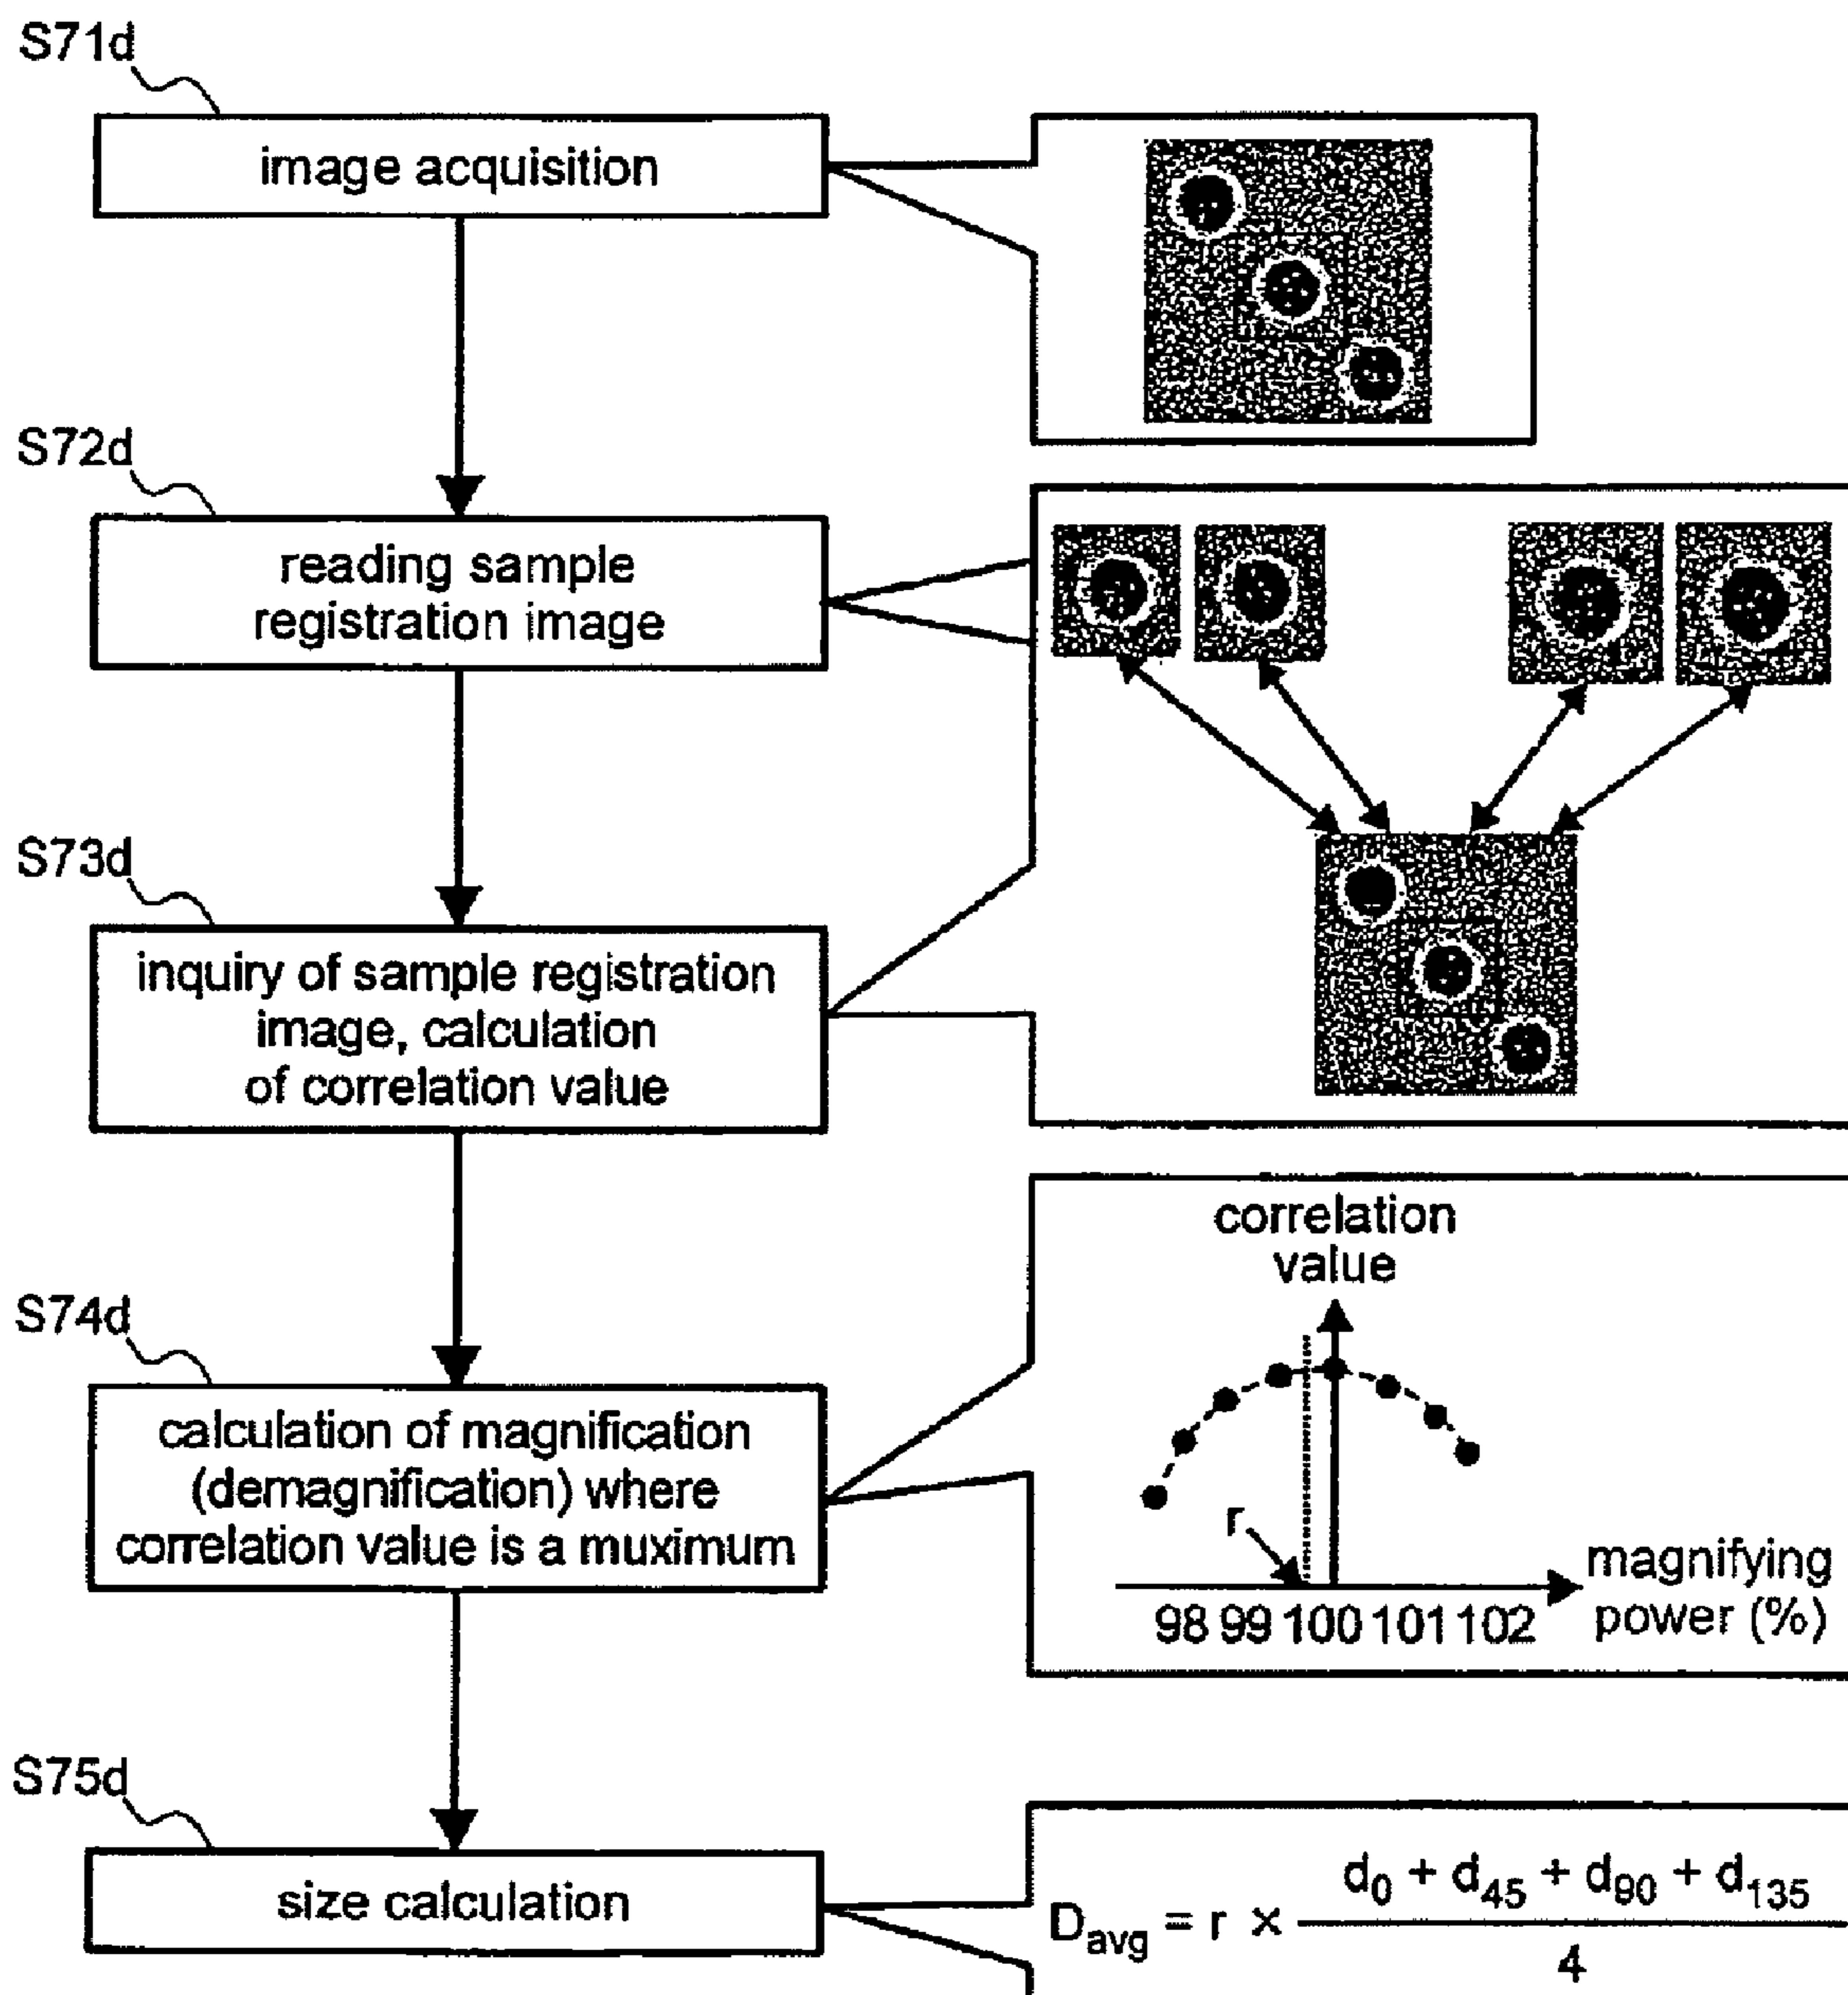 S71d
image acquisition
S72d
reading sample
registration image
S73d
inquiry of sample registration
image, calculation
of correlation value
correlation
value
S74d
calculation of magnification
(demagnification) where
correlation value is a muximum
r
98 99 100 101 102
magnifying
power (%)
S75d
size calculation
D_avg = r × (d_0 + d_45 + d_90 + d_135) / 4